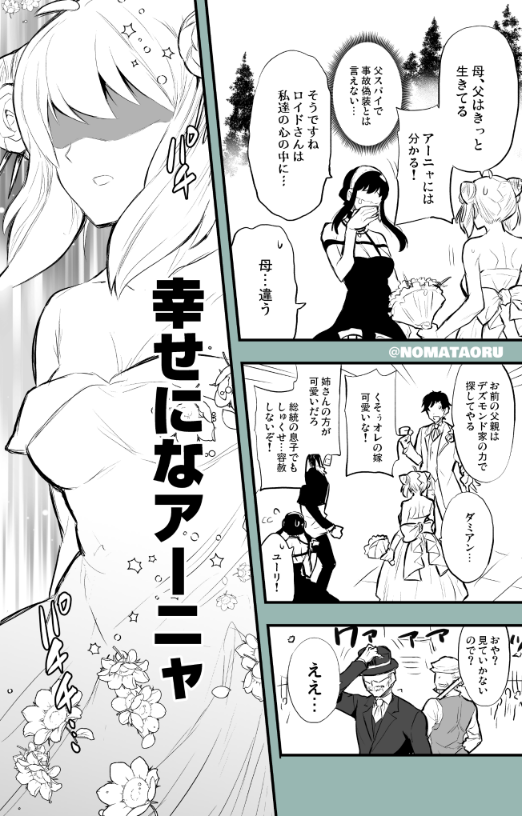 母、父はきっと
生きてる
アーニャには
分かる!
父スパイで
事故偽装とは
言えない…
そうですね
ロイドさんは
私達の心の中に…
母…違う
@NOMATAORU
お前の父親は
デズモンド家の力で
探してやる
ダミアン…
くそぅオレの嫁
可愛いな!
姉さんの方が
可愛いだろ
総統の息子でも
しゅくせ…容赦
しないぞ!
ユーリ!
ワァ
アァァ
おや?
見ていかない
ので?
ええ…
パチ
幸せになアーニャ
パチ